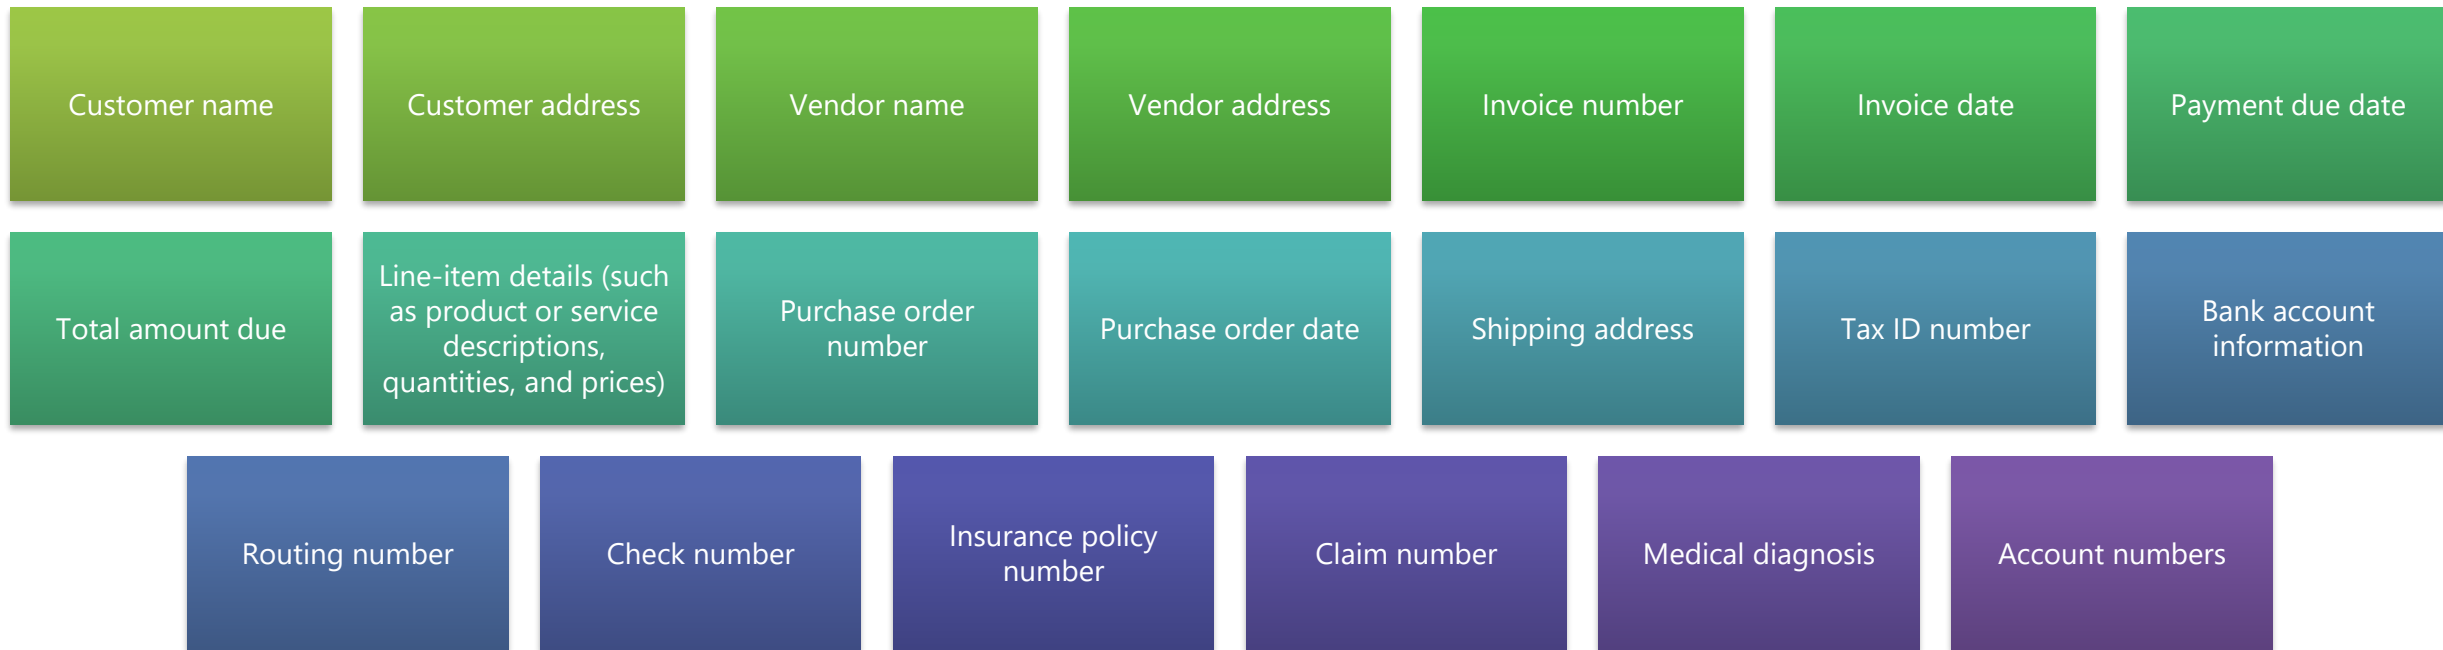 Customer name
Customer address
Vendor name
Vendor address
Invoice number
Invoice date
Payment due date
Total amount due
Line-item details (such
as product or service
descriptions,
quantities, and prices)
Purchase order
number
Purchase order date
Shipping address
Tax ID number
Bank account
information
Routing number
Check number
Insurance policy
number
Claim number
Medical diagnosis
Account numbers